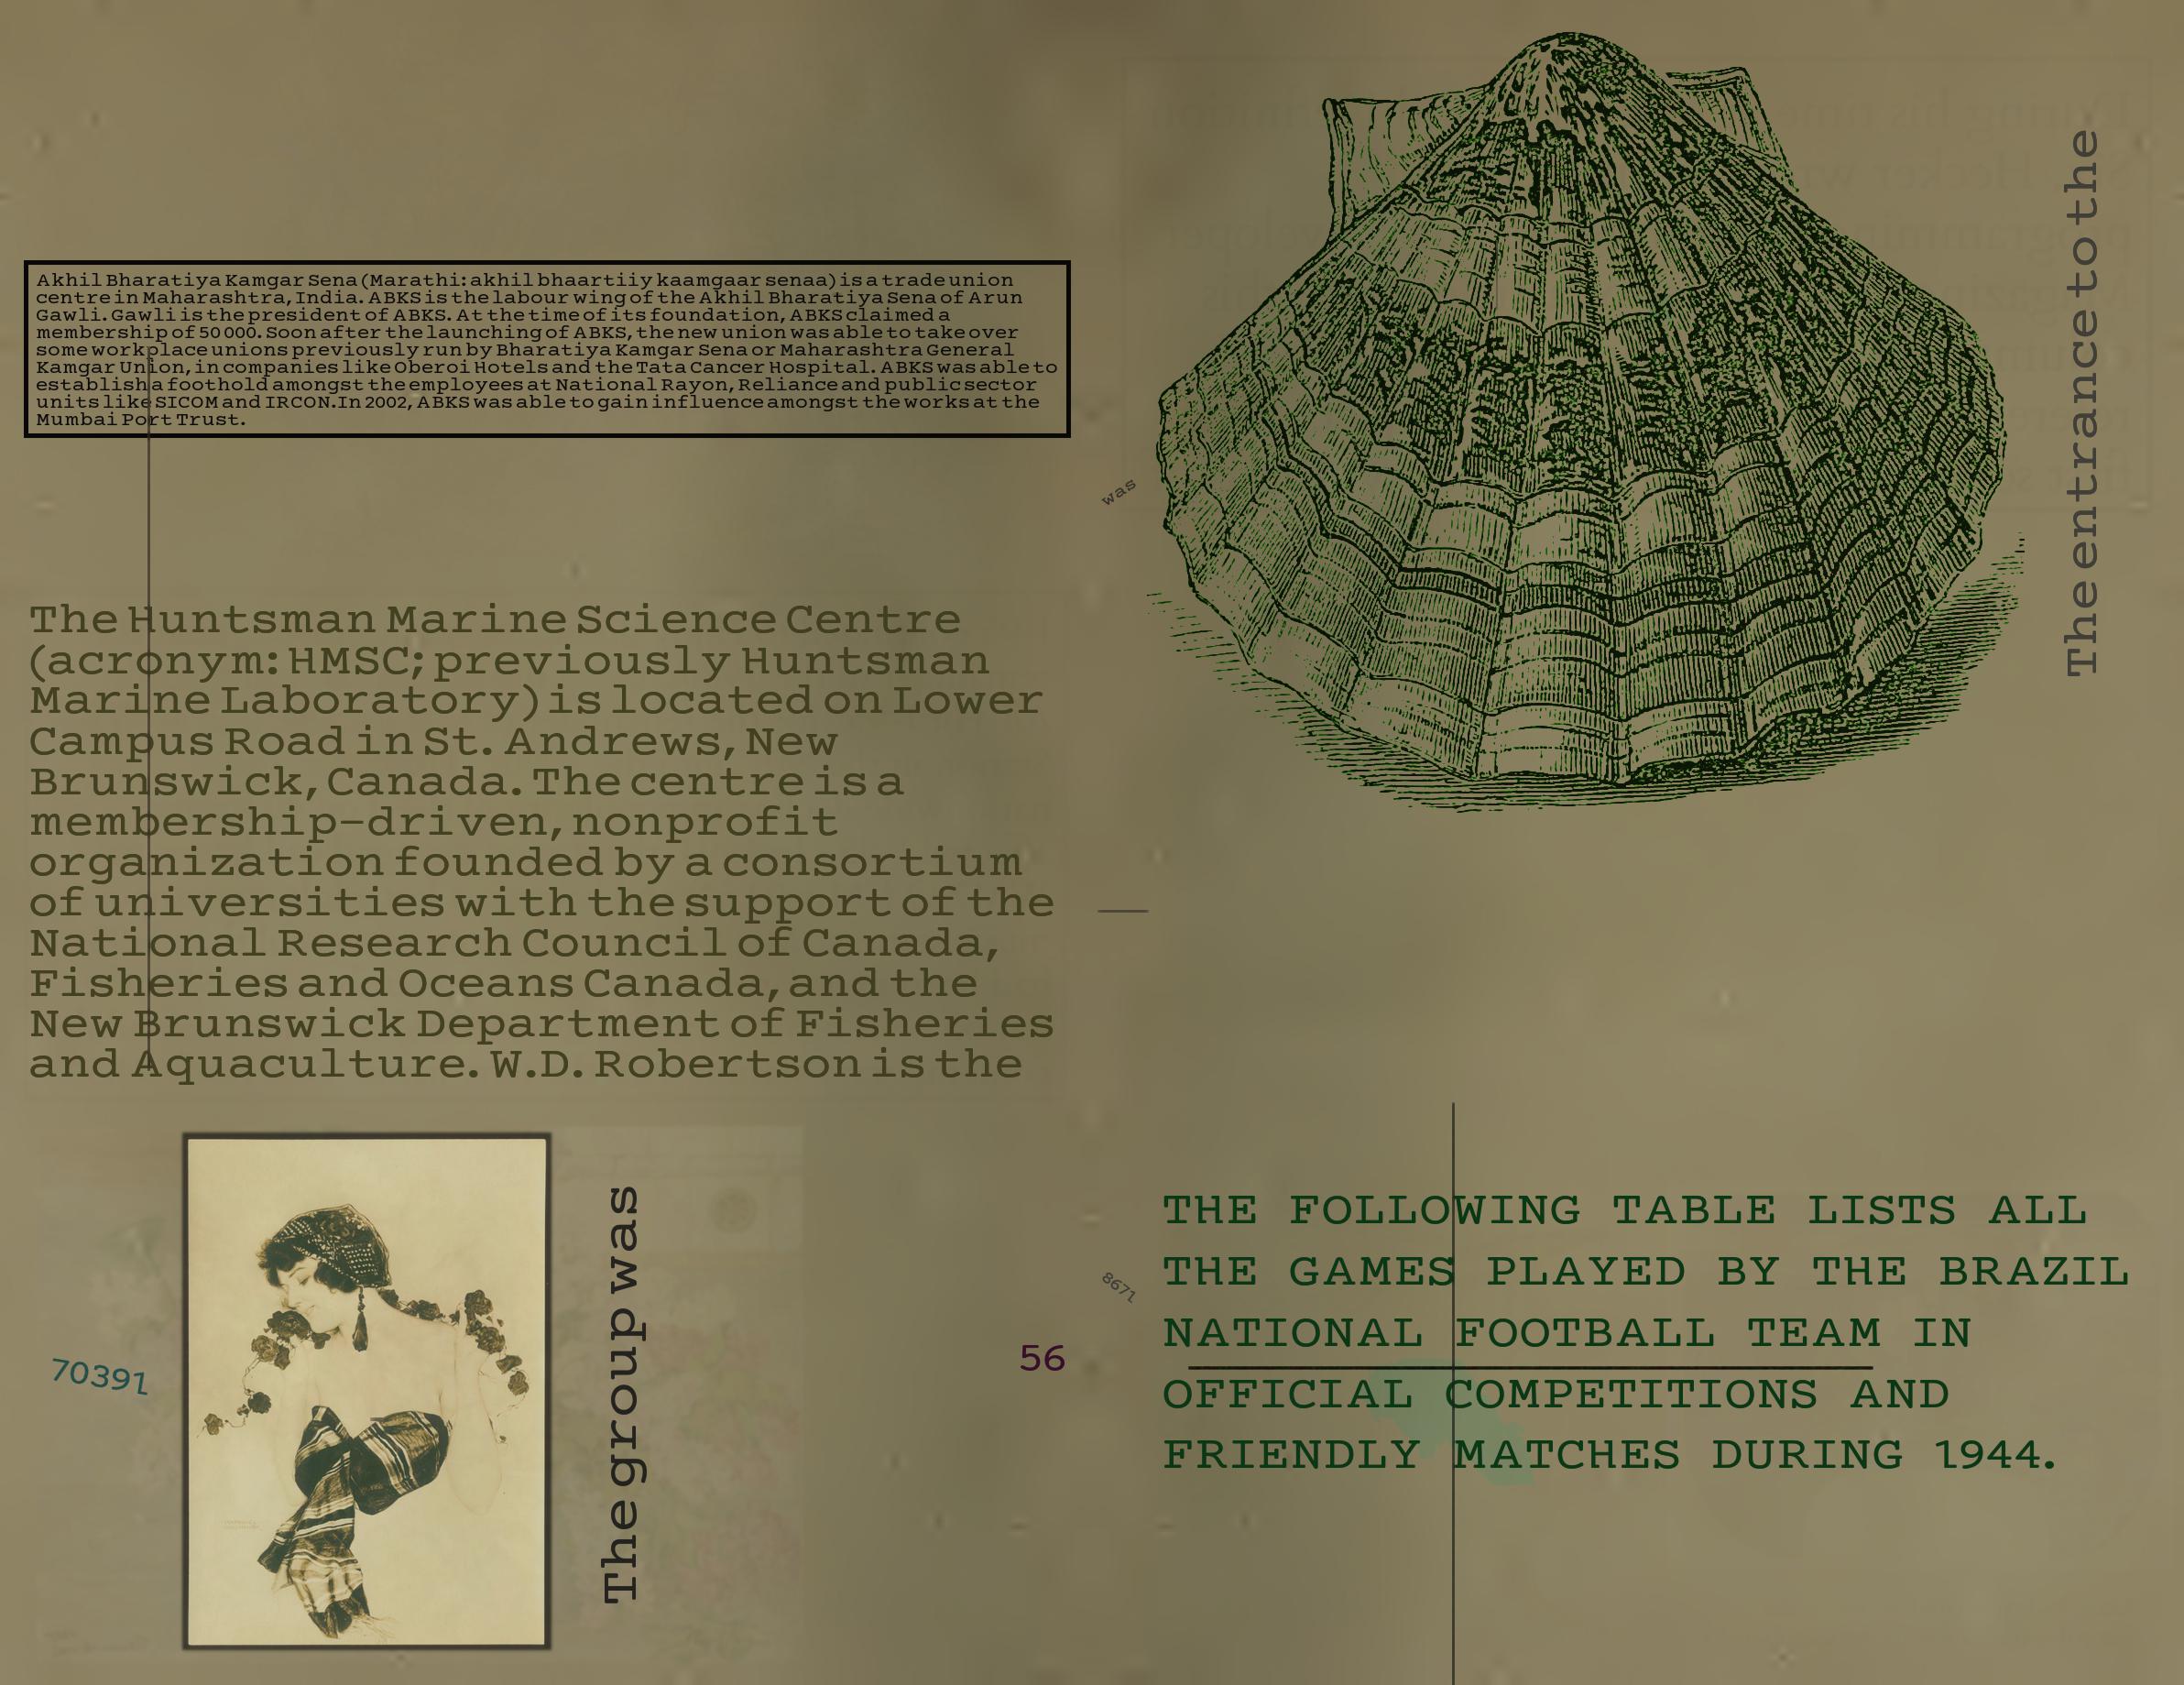 Akhil Bharatiya Kamgar Sena (Marathi: akhil bhaartiiy kaamgaar senaa) is a trade union
centre in Maharashtra, India. ABKS is the labour wing of the Akhil Bharatiya Sena of Arun
Gawli. Gawli is the president of ABKS. At the time of its foundation, ABKS claimed a
membership of 50 000. Soon after the launching of ABKS, the new union was able to take over
some workplace unions previously run by Bharatiya Kamgar Sena or Maharashtra General
Kamgar Union, in companies like Oberoi Hotels and the Tata Cancer Hospital. ABKS was able to
establish a foothold amongst the employees at National Rayon, Reliance and public sector
units like SICOM and IRCON. In 2002, ABKS was able to gain influence amongst the works at the
Mumbai Port Trust.
The Huntsman Marine Science Centre
(acronym: HMSC; previously Huntsman
Marine Laboratory) is located on Lower
Campus Road in St. Andrews, New
Brunswick, Canada. The centre is a
membership-driven, nonprofit
organization founded by a consortium
of universities with the support of the
National Research Council of Canada,
Fisheries and Oceans Canada, and the
New Brunswick Department of Fisheries
and Aquaculture. W.D. Robertson is the
70391
The group was
56
was
The entrance to the
8671
THE FOLLOWING TABLE LISTS ALL
THE GAMES PLAYED BY THE BRAZIL
NATIONAL FOOTBALL TEAM IN
OFFICIAL COMPETITIONS AND
FRIENDLY MATCHES DURING 1944.